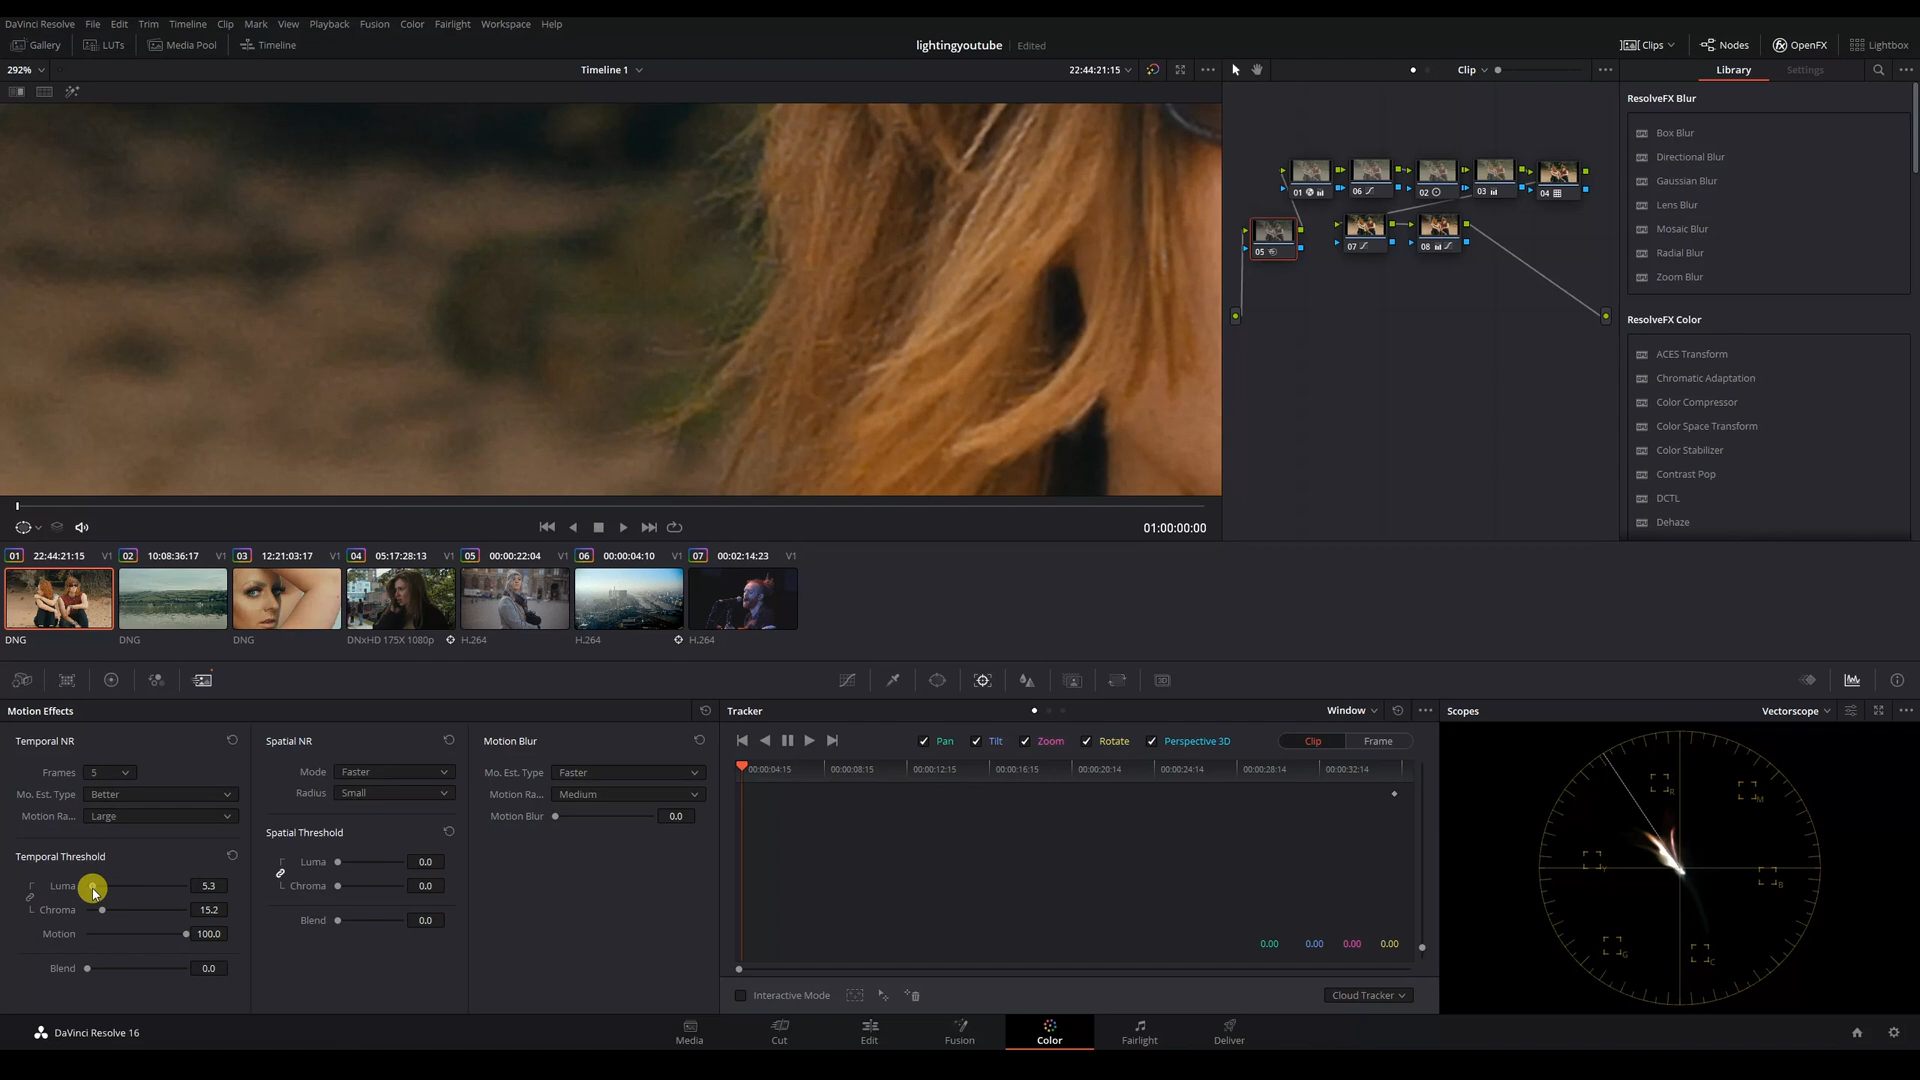 DaVinci Resolve File Edit Trim Timeline Clip Mark View Playback Fusion Color Fairlight Workspace Help
Gallery LUTs Media Pool Timeline lightingyoutube Edited Clips Nodes OpenFX Lightbox
292% Timeline 1 22:44:21:15 Clip Library Settings
ResolveFX Blur
Box Blur
Directional Blur
Gaussian Blur
Lens Blur
Mosaic Blur
Radial Blur
Zoom Blur
01 06 02 03 04
05 07 08
ResolveFX Color
ACES Transform
Chromatic Adaptation
Color Compressor
Color Space Transform
Color Stabilizer
Contrast Pop
DCTL
Dehaze
01:00:00:00
01 22:44:21:15 V1 02 10:08:36:17 V1 03 12:21:03:17 V1 04 05:17:28:13 V1 05 00:00:22:04 V1 06 00:00:04:10 V1 07 00:02:14:23 V1
DNG DNG DNG DNxHD 175X 1080p H.264 H.264 H.264
Motion Effects
Temporal NR
Frames 5
Mo. Est. Type Better
Motion Ra... Large
Temporal Threshold
Luma 5.3
Chroma 15.2
Motion 100.0
Blend 0.0
Spatial NR
Mode Faster
Radius Small
Spatial Threshold
Luma 0.0
Chroma 0.0
Blend 0.0
Motion Blur
Mo. Est. Type Faster
Motion Ra... Medium
Motion Blur 0.0
Tracker Window
Pan Tilt Zoom Rotate Perspective 3D Clip Frame
00:00:04:15 00:00:08:15 00:00:12:15 00:00:16:15 00:00:20:14 00:00:24:14 00:00:28:14 00:00:32:14
0.00 0.00 0.00 0.00
Interactive Mode Cloud Tracker
Scopes Vectorscope
R M
Y B
G C
DaVinci Resolve 16 Media Cut Edit Fusion Color Fairlight Deliver